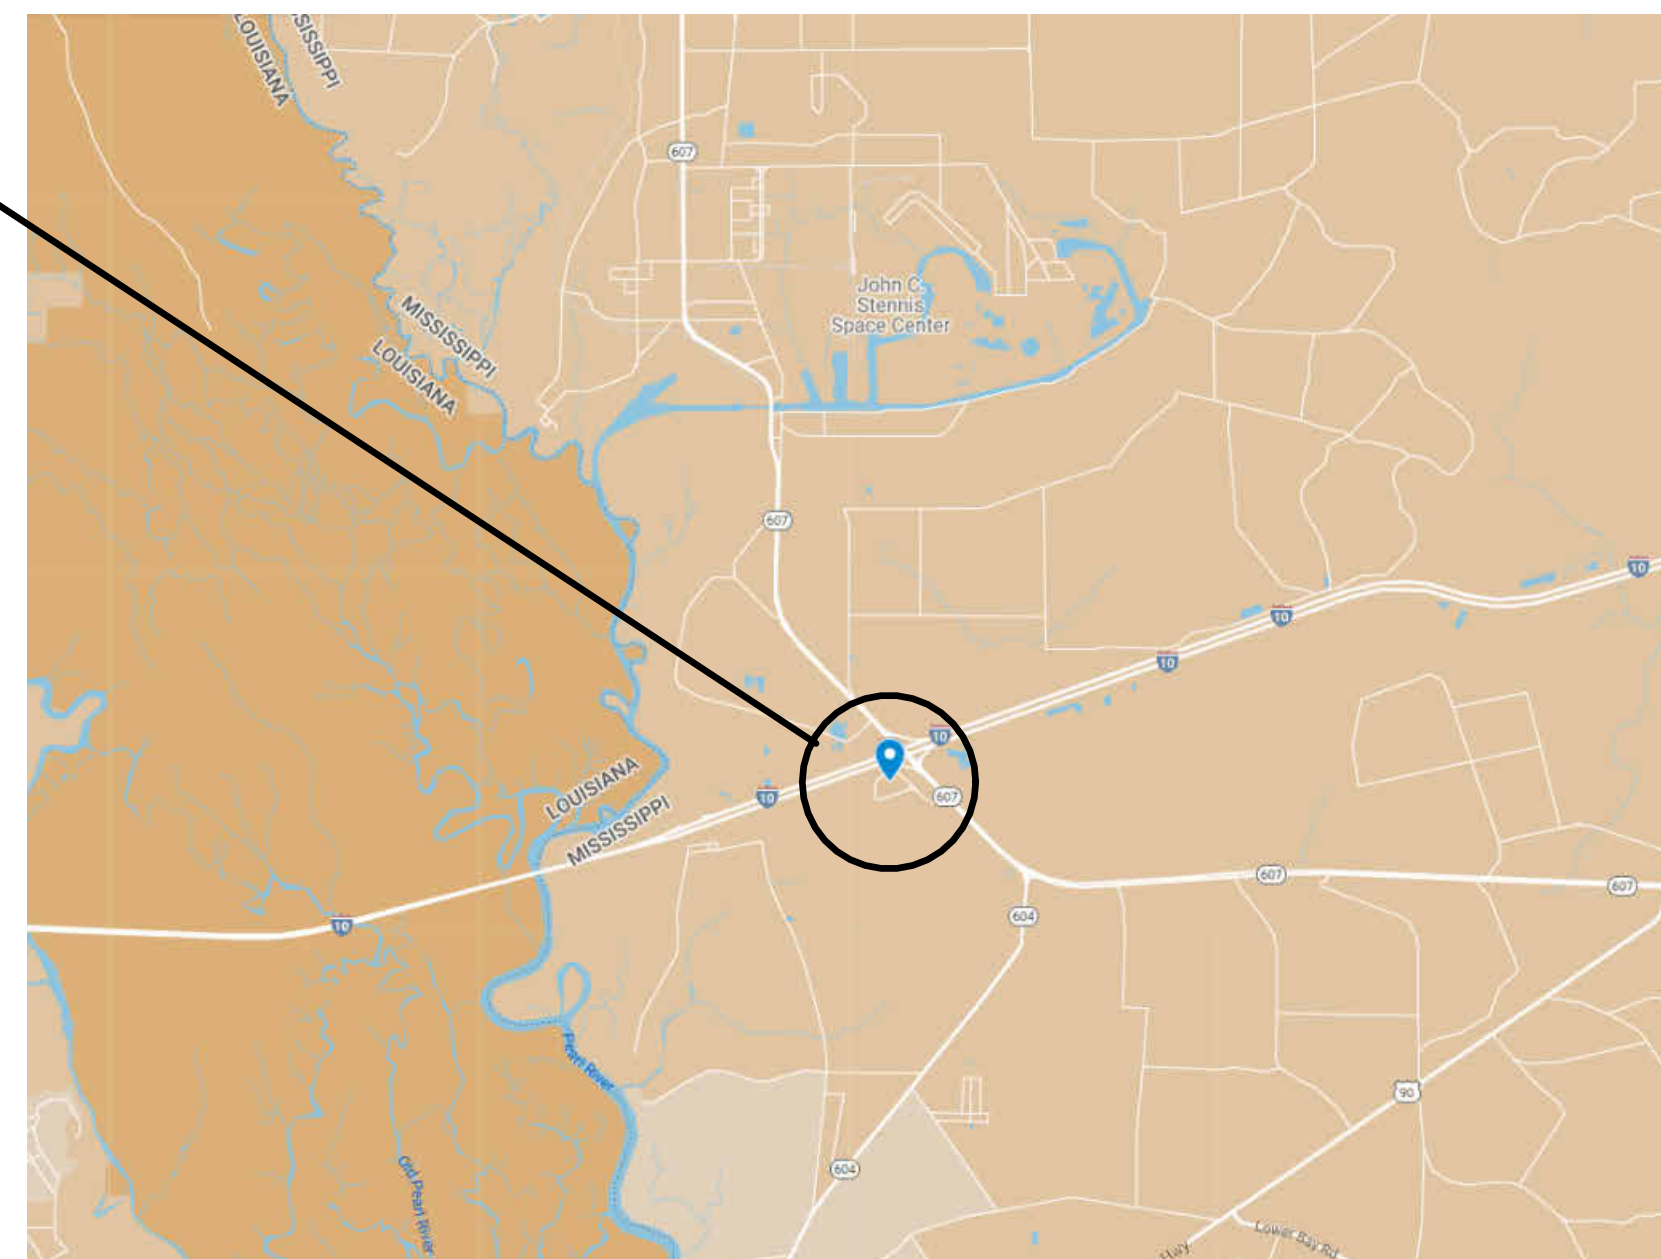 MISSISSIPPI
LOUISIANA
607
John C.
Stennis
Space Center
MISSISSIPPI
LOUISIANA
607
10
10
10
10
LOUISIANA
10
607
MISSISSIPPI
607
607
10
604
Pearl River
90
Old Pearl River
604
Lower Bay Rd
Hwy